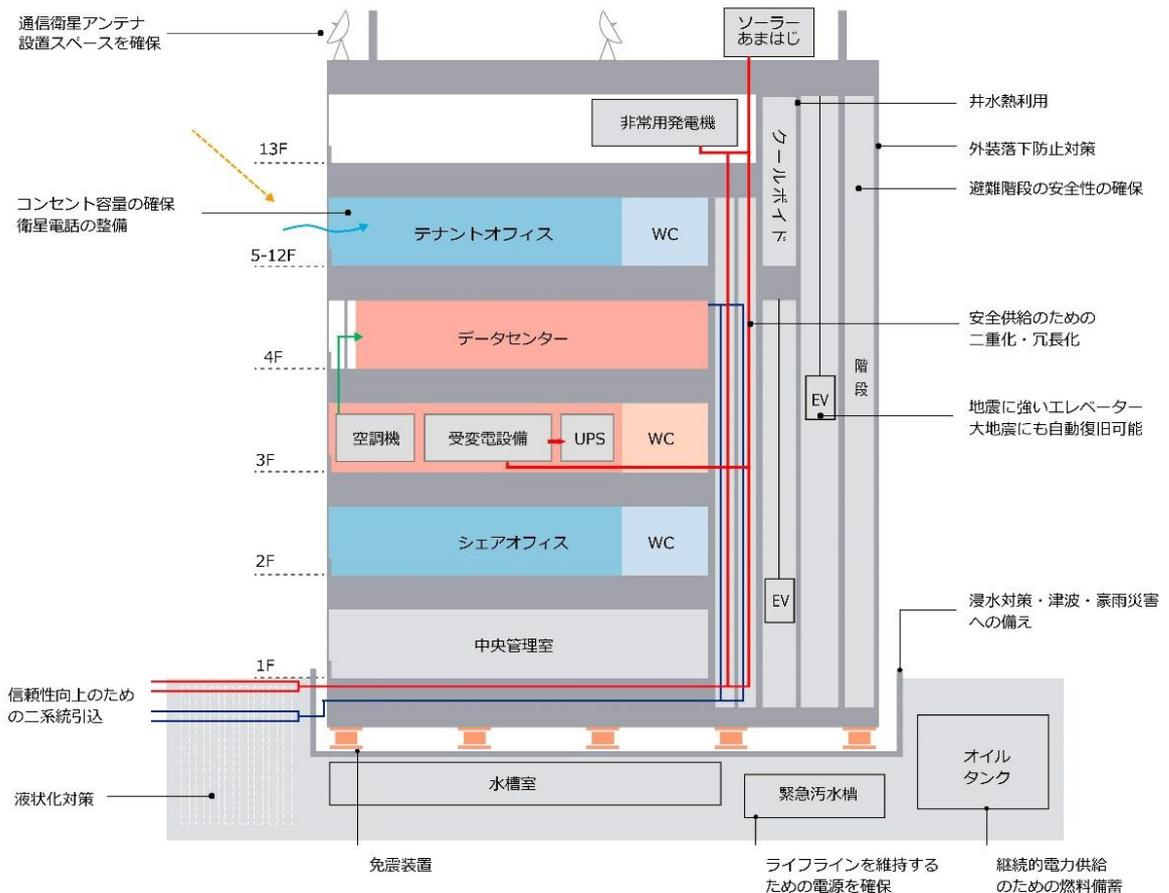 通信衛星アンテナ
設置スペースを確保
ソーラー
あまはじ
非常用発電機
クールボイド
井水熱利用
外装落下防止対策
避難階段の安全性の確保
13F
コンセント容量の確保
衛星電話の整備
テナントオフィス
WC
5-12F
データセンター
安全供給のための
二重化・冗長化
4F
階段
EV
地震に強いエレベーター
大地震にも自動復旧可能
空調機
受変電設備
UPS
WC
3F
シェアオフィス
WC
2F
EV
浸水対策・津波・豪雨災害
への備え
中央管理室
1F
信頼性向上のため
の二系統引込
オイル
タンク
水槽室
緊急汚水槽
液状化対策
免震装置
ライフラインを維持する
ための電源を確保
継続的電力供給
のための燃料備蓄